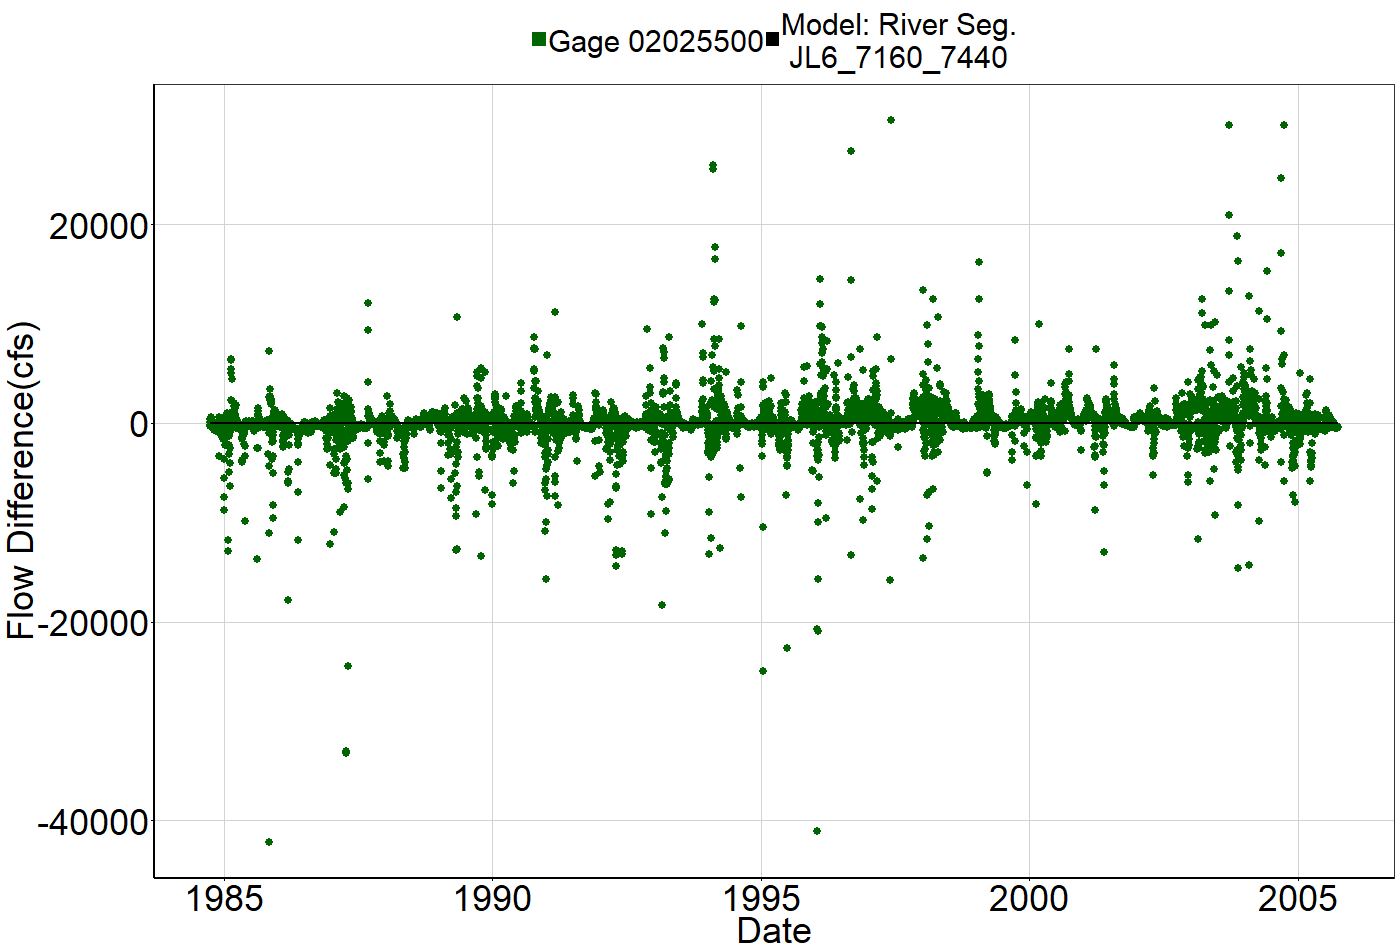 Gage 02025500
Model: River Seg.
JL6_7160_7440
Flow Difference(cfs)
20000
0
-20000
-40000
1985 1990 1995 2000 2005
Date